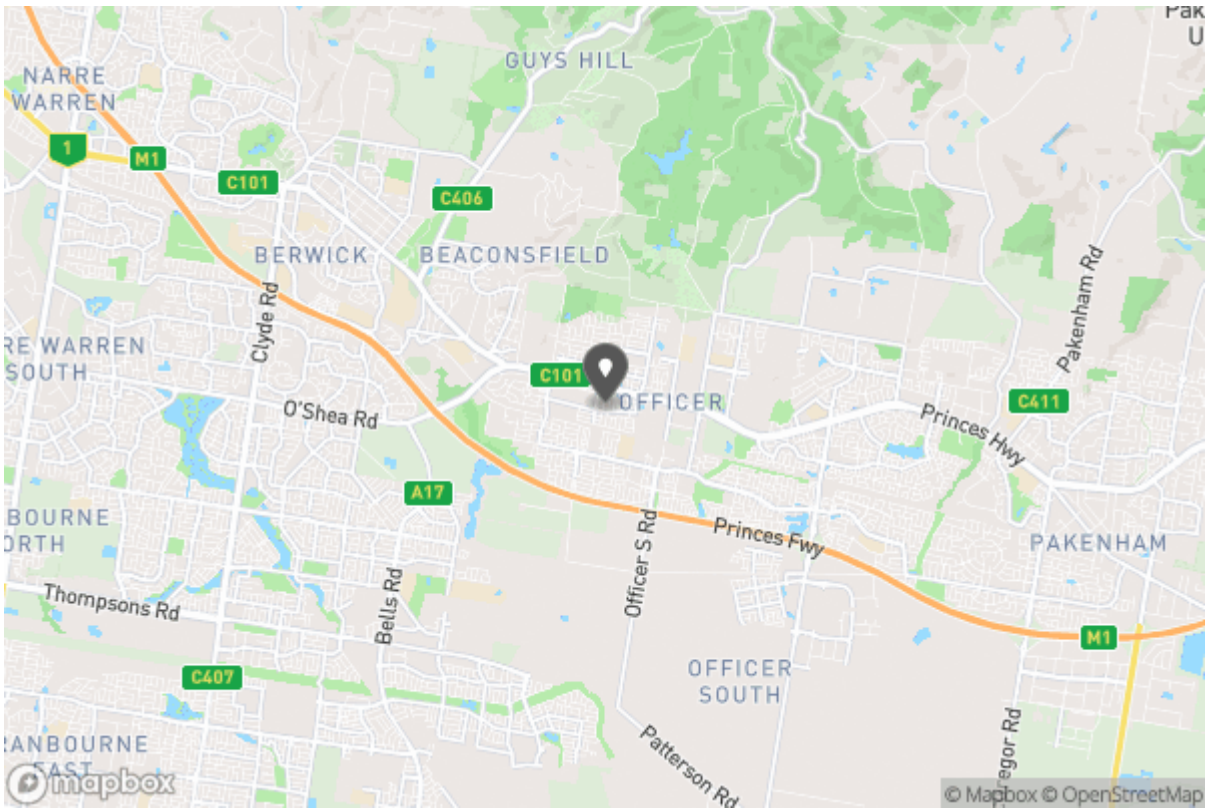 Pak
U
GUYS HILL
NARRE
WARREN
1
M1
C101
C406
BERWICK
BEACONSFIELD
Clyde Rd
Pakenham Rd
RE WARREN
SOUTH
O'Shea Rd
C101
OFFICER
C411
Princes Hwy
A17
BOURNE
ORTH
Officer S Rd
Princes Fwy
PAKENHAM
Thompsons Rd
Bells Rd
M1
C407
OFFICER
SOUTH
RANBOURNE
EAST
Patterson Rd
regor Rd
mapbox
© Mapbox © OpenStreetMap